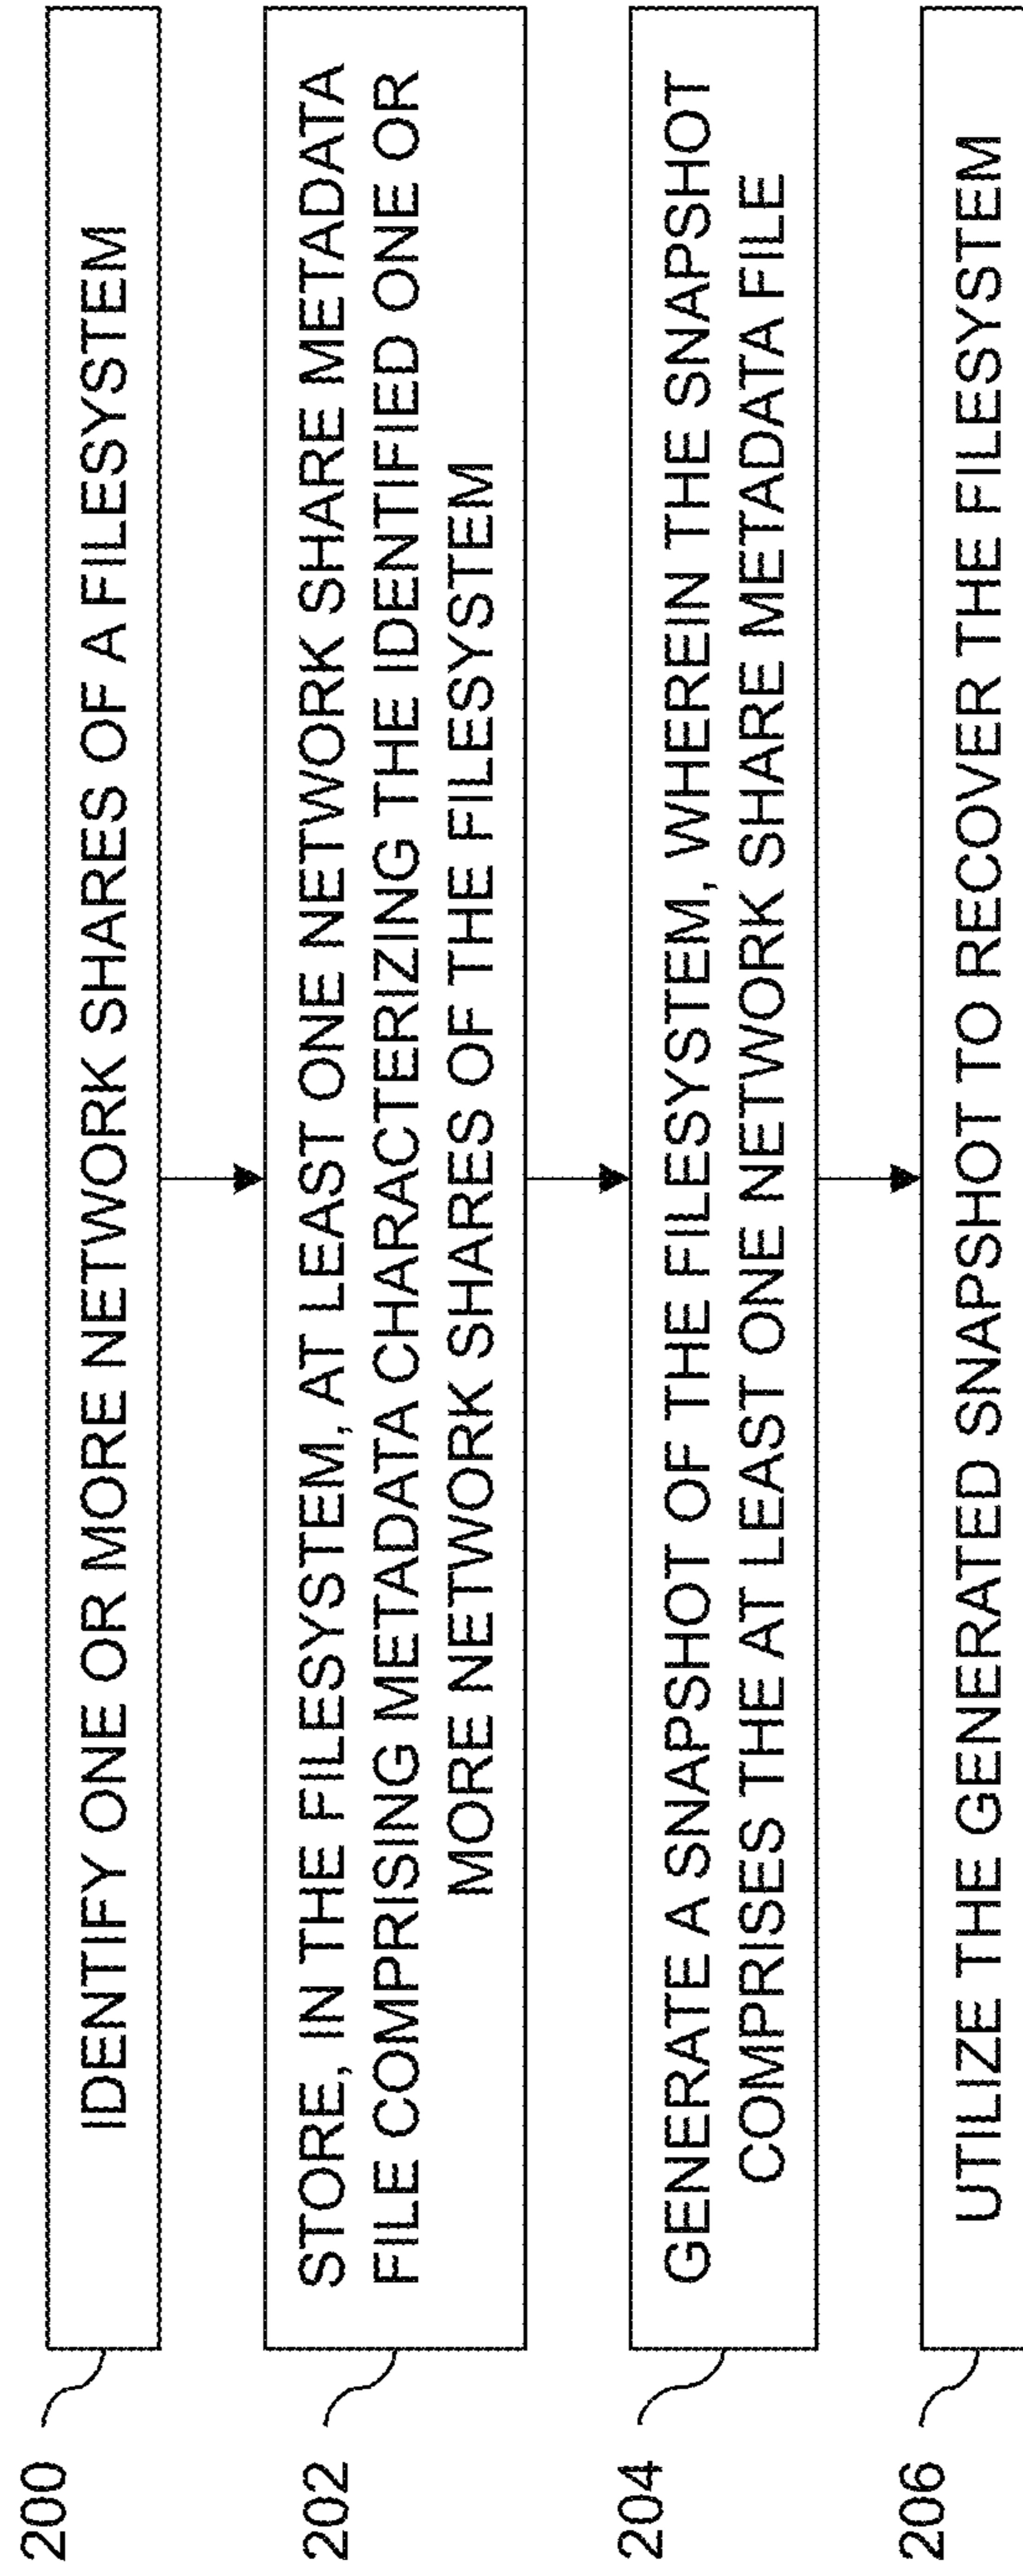 200
IDENTIFY ONE OR MORE NETWORK SHARES OF A FILESYSTEM
202
STORE, IN THE FILESYSTEM, AT LEAST ONE NETWORK SHARE METADATA
FILE COMPRISING METADATA CHARACTERIZING THE IDENTIFIED ONE OR
MORE NETWORK SHARES OF THE FILESYSTEM
204
GENERATE A SNAPSHOT OF THE FILESYSTEM, WHEREIN THE SNAPSHOT
COMPRISES THE AT LEAST ONE NETWORK SHARE METADATA FILE
206
UTILIZE THE GENERATED SNAPSHOT TO RECOVER THE FILESYSTEM